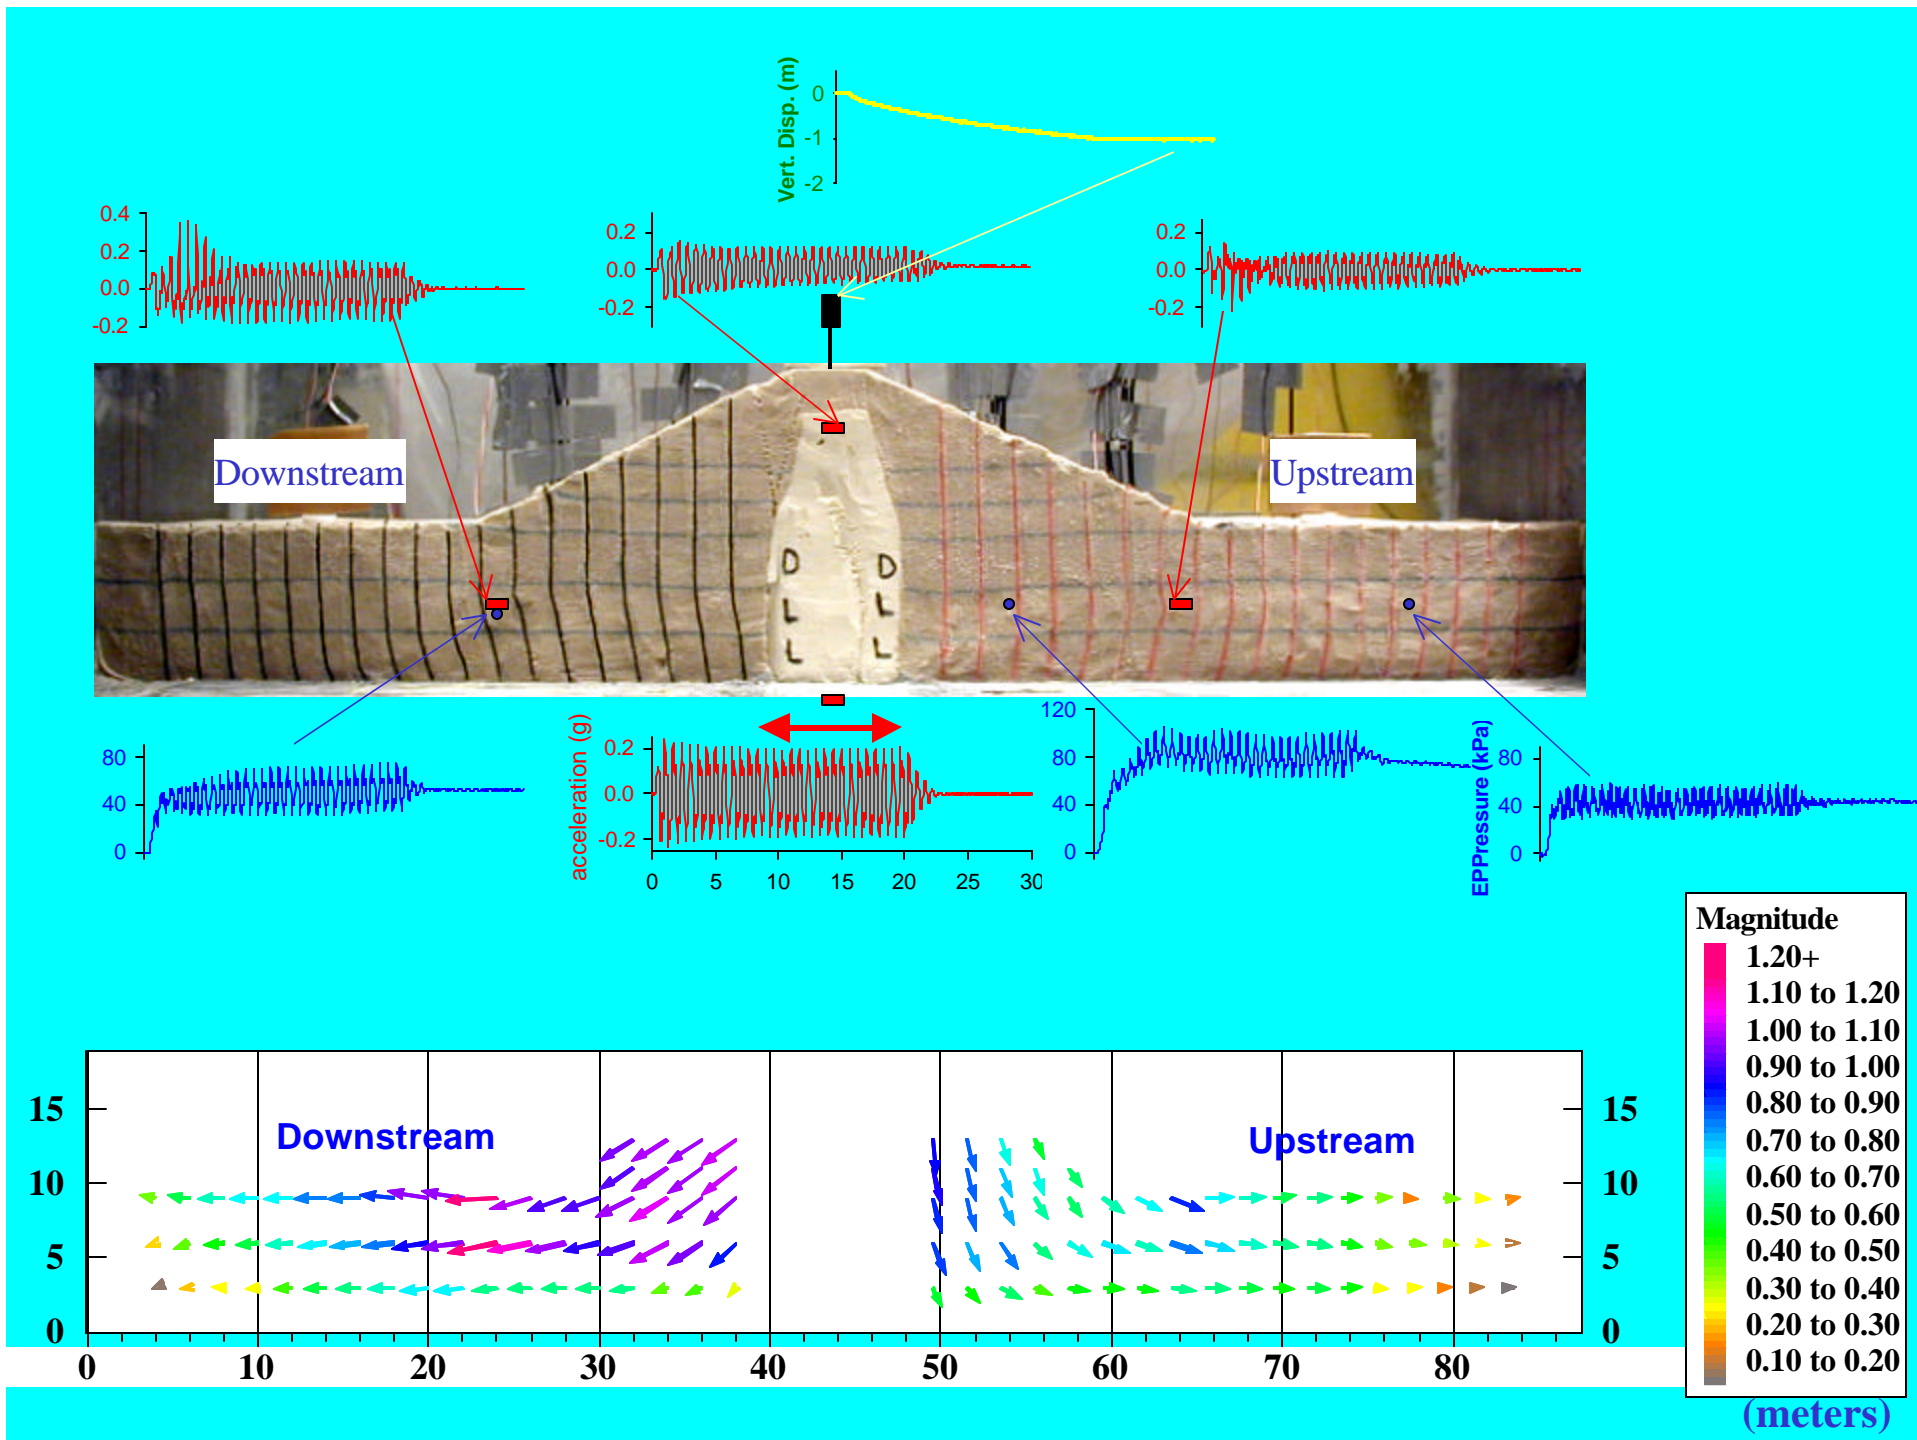 Vert. Disp. (m)
0
-1
-2
0.4
0.2
0.0
-0.2
0.2
0.0
-0.2
0.2
0.0
-0.2
Downstream
Upstream
D
L
L
D
L
L
80
40
0
acceleration (g)
0.2
0.0
-0.2
0 5 10 15 20 25 30
120
80
40
0
EPPressure (kPa)
80
40
0
Magnitude
1.20+
1.10 to 1.20
1.00 to 1.10
0.90 to 1.00
0.80 to 0.90
0.70 to 0.80
0.60 to 0.70
0.50 to 0.60
0.40 to 0.50
0.30 to 0.40
0.20 to 0.30
0.10 to 0.20
(meters)
15
10
5
0
Downstream
Upstream
15
10
5
0
0 10 20 30 40 50 60 70 80